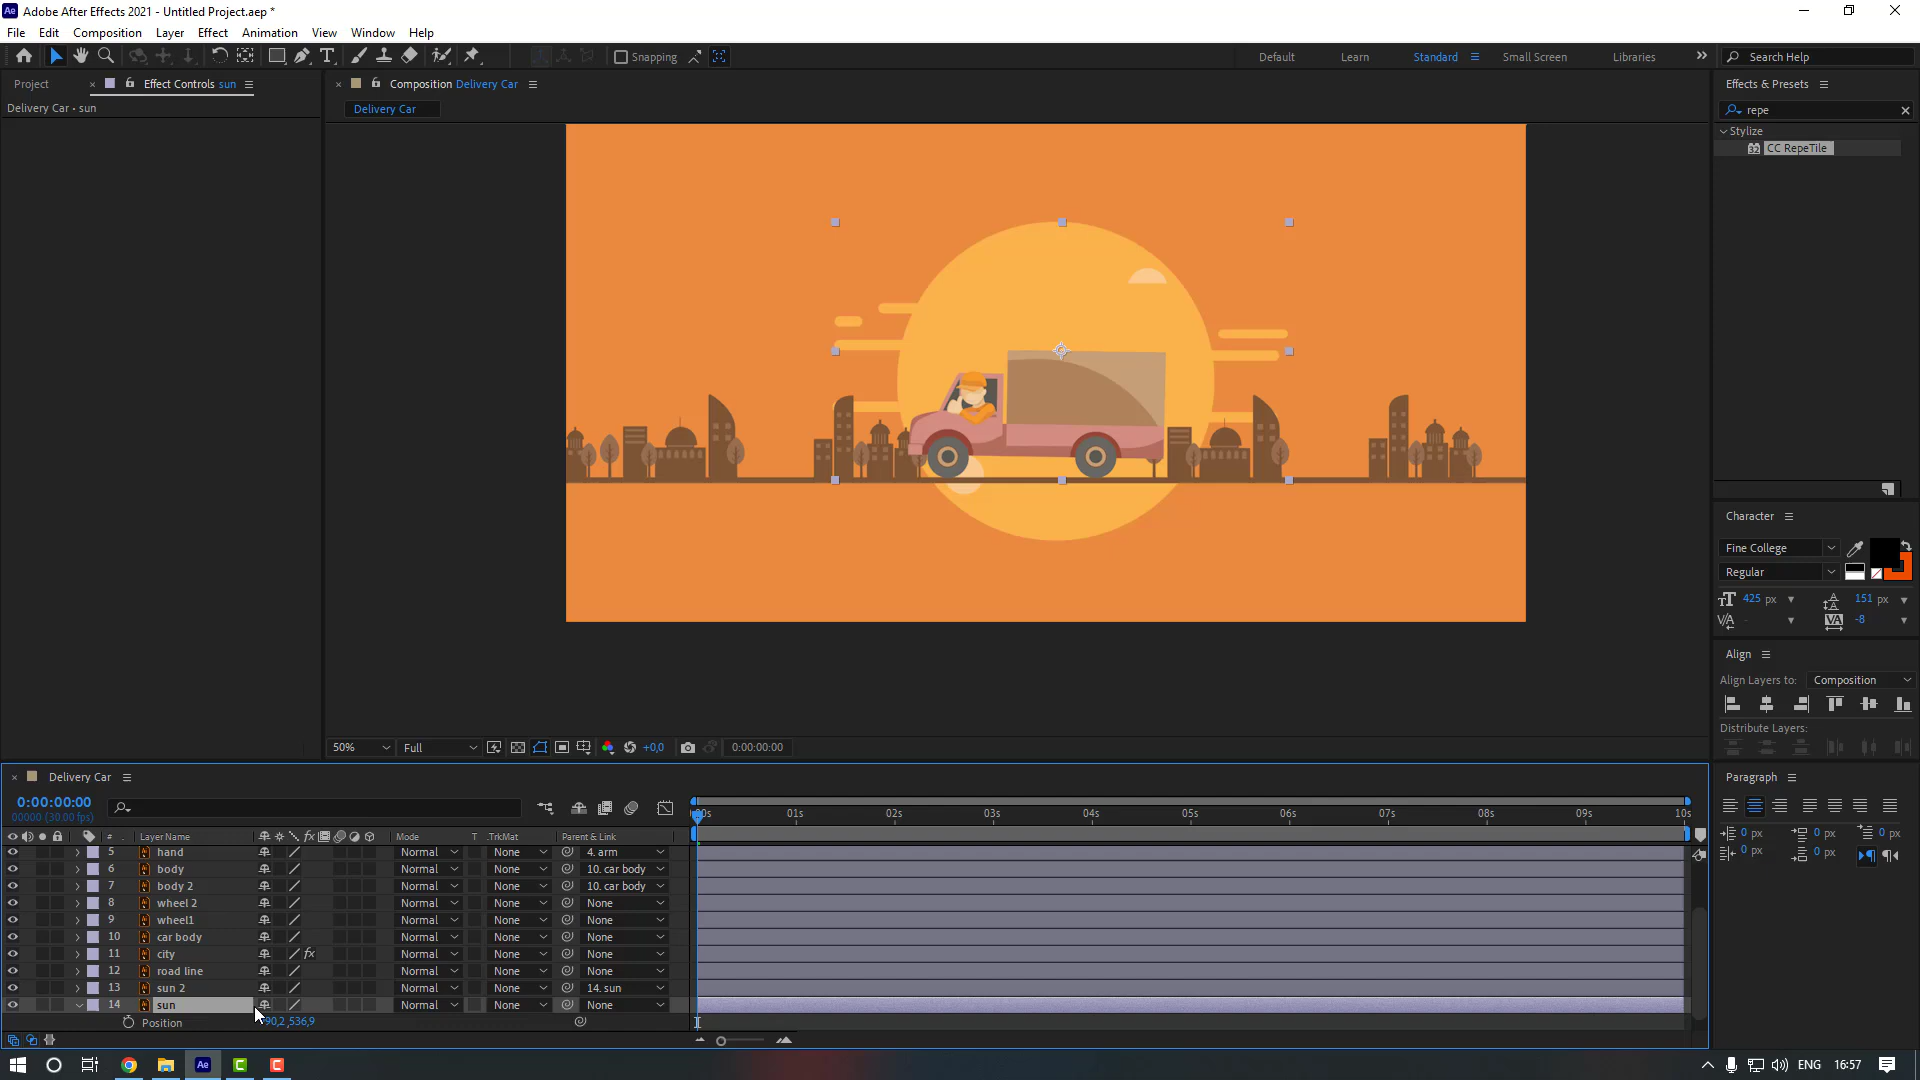 Adobe After Effects 2021 - Untitled Project.aep *
File Edit Composition Layer Effect Animation View Window Help
Snapping Default Learn Standard Small Screen Libraries Search Help
Project Effect Controls sun Composition Delivery Car Effects & Presets
Delivery Car • sun
Delivery Car
repe
Stylize
CC RepeTile
Character
Fine College
Regular
425 px 151 px
-8
Align
Align Layers to: Composition
Distribute Layers:
50% Full +0,0 0:00:00:00
Delivery Car
0:00:00:00
00000 (30.00 fps)
01s 02s 03s 04s 05s 06s 07s 08s 09s 10s
# Layer Name Mode T .TrkMat Parent & Link
5 hand Normal None 4. arm
6 body Normal None 10. car body
7 body 2 Normal None 10. car body
8 wheel 2 Normal None None
9 wheel1 Normal None None
10 car body Normal None None
11 city Normal None None
12 road line Normal None None
13 sun 2 Normal None 14. sun
14 sun Normal None None
Position 90,2 ,536,9
Paragraph
0 px 0 px 0 px
0 px 0 px
ENG 16:57